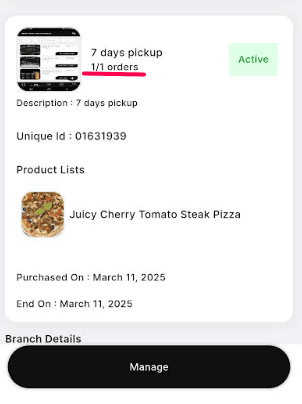 7 days pickup
1/1 orders
Active
Description : 7 days pickup
Unique Id : 01631939
Product Lists
Juicy Cherry Tomato Steak Pizza
Purchased On : March 11, 2025
End On : March 11, 2025
Branch Details
Manage